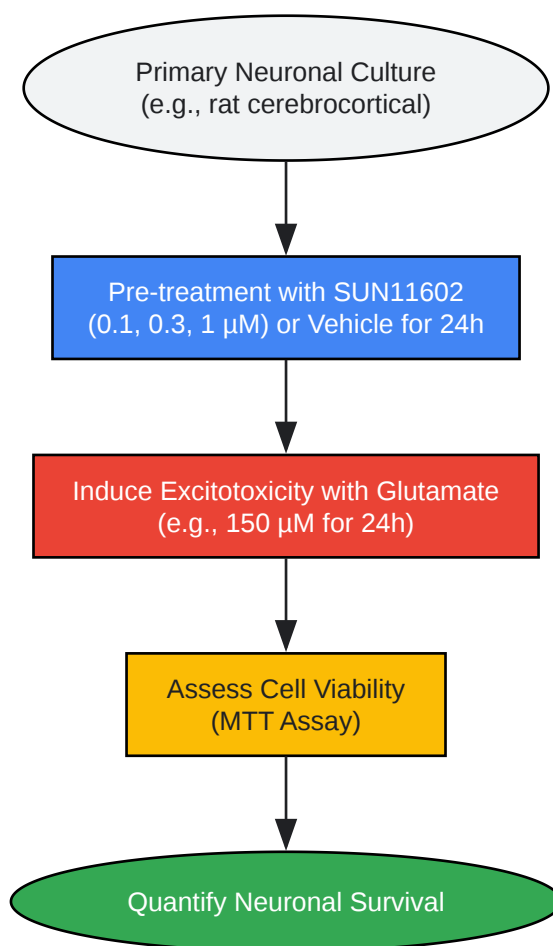 Primary Neuronal Culture
(e.g., rat cerebrocortical)
Pre-treatment with SUN11602
(0.1, 0.3, 1 µM) or Vehicle for 24h
Induce Excitotoxicity with Glutamate
(e.g., 150 µM for 24h)
Assess Cell Viability
(MTT Assay)
Quantify Neuronal Survival